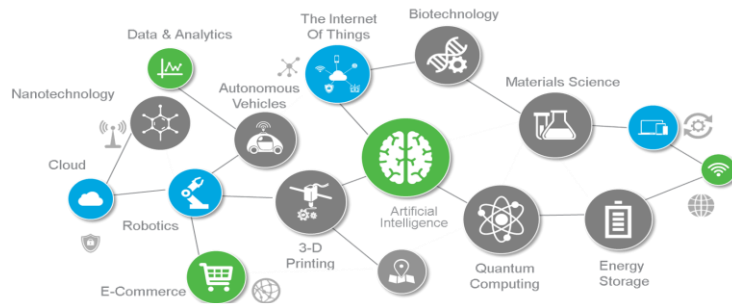 The Internet
Of Things
Biotechnology
Data & Analytics
Autonomous
Vehicles
Materials Science
Nanotechnology
Cloud
Robotics
3-D
Printing
Artificial
Intelligence
Quantum
Computing
Energy
Storage
E-Commerce